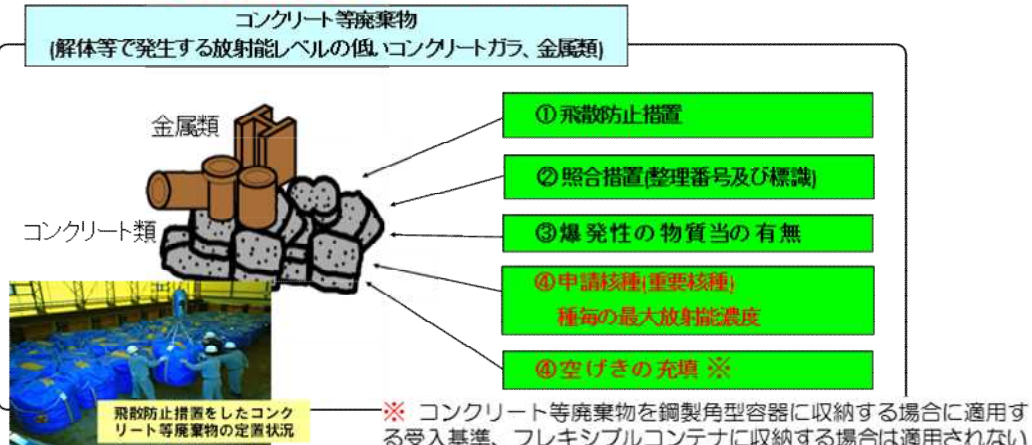 コンクリート等廃棄物
(解体等で発生する放射能レベルの低いコンクリートガラ、金属類)
金属類
コンクリート類
①飛散防止措置
②照合措置(整理番号及び標識)
③爆発性の物質当の有無
④申請核種(重要核種)
種毎の最大放射能濃度
④空げきの充填 ※
飛散防止措置をしたコンク
リート等廃棄物の定置状況
※ コンクリート等廃棄物を鋼製角型容器に収納する場合に適用す
る受入基準、フレキシブルコンテナに収納する場合は適用されない